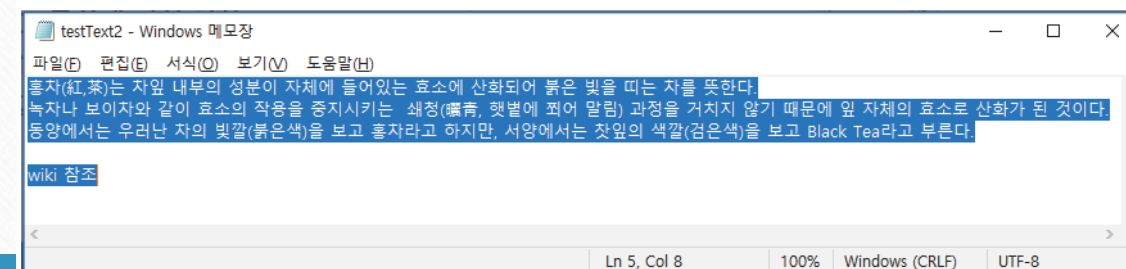 testText2 - Windows 메모장
파일(F) 편집(E) 서식(O) 보기(V) 도움말(H)
홍차(紅,茶)는 차잎 내부의 성분이 자체에 들어있는 효소에 산화되어 붉은 빛을 띠는 차를 뜻한다.
녹차나 보이차와 같이 효소의 작용을 중지시키는 쇄청(曬靑, 햇볕에 쬐어 말림) 과정을 거치지 않기 때문에 잎 자체의 효소로 산화가 된 것이다.
동양에서는 우러난 차의 빛깔(붉은색)을 보고 홍차라고 하지만, 서양에서는 찻잎의 색깔(검은색)을 보고 Black Tea라고 부른다.
wiki 참조
Ln 5, Col 8 100% Windows (CRLF) UTF-8